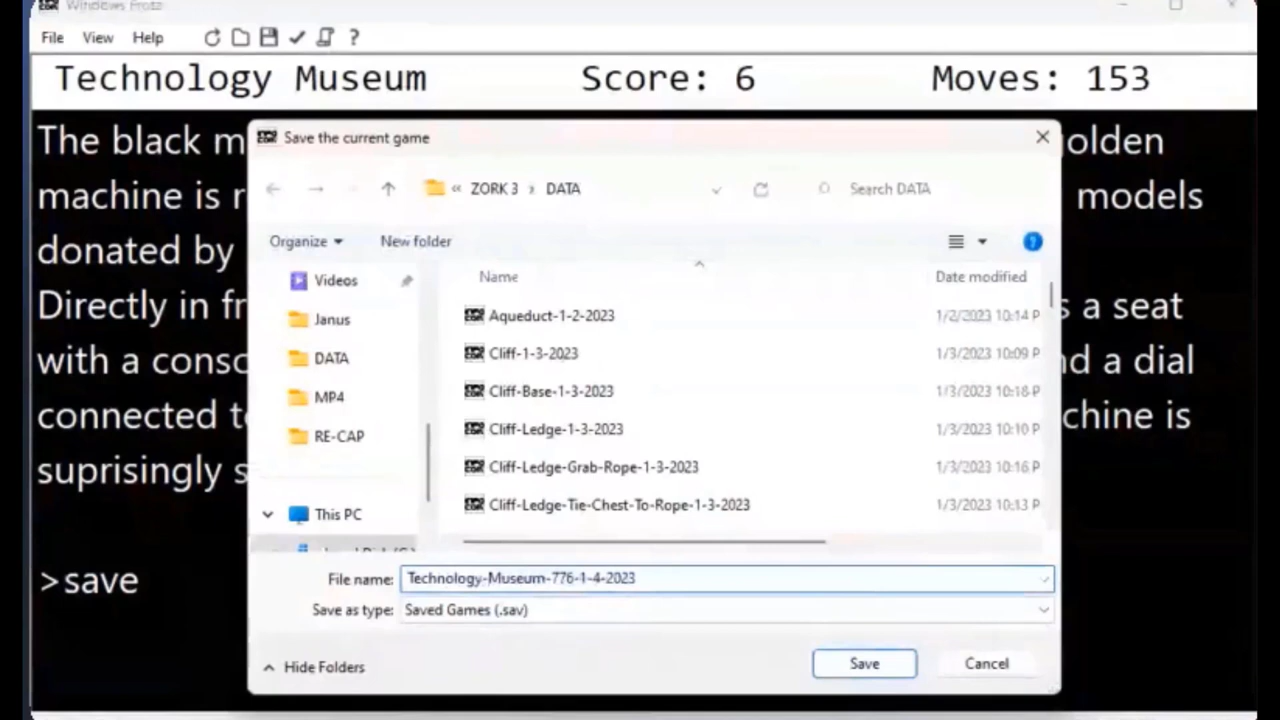 Windows Frotz
File View Help
Technology Museum Score: 6 Moves: 153
Save the current game
The black m olden
ZORK 3 DATA Search DATA
machine is r models
Organize New folder
donated by
Name Date modified
Videos
Directly in fr s a seat
Aqueduct-1-2-2023 1/2/2023 10:14 P
Janus
Cliff-1-3-2023 1/3/2023 10:09 P
DATA
with a consc nd a dial
Cliff-Base-1-3-2023 1/3/2023 10:18 P
MP4
connected t chine is
Cliff-Ledge-1-3-2023 1/3/2023 10:10 P
RE-CAP
Cliff-Ledge-Grab-Rope-1-3-2023 1/3/2023 10:16 P
suprisingly s
Cliff-Ledge-Tie-Chest-To-Rope-1-3-2023 1/3/2023 10:13 P
This PC
>save
File name: Technology-Museum-776-1-4-2023
Save as type: Saved Games (.sav)
Hide Folders Save Cancel